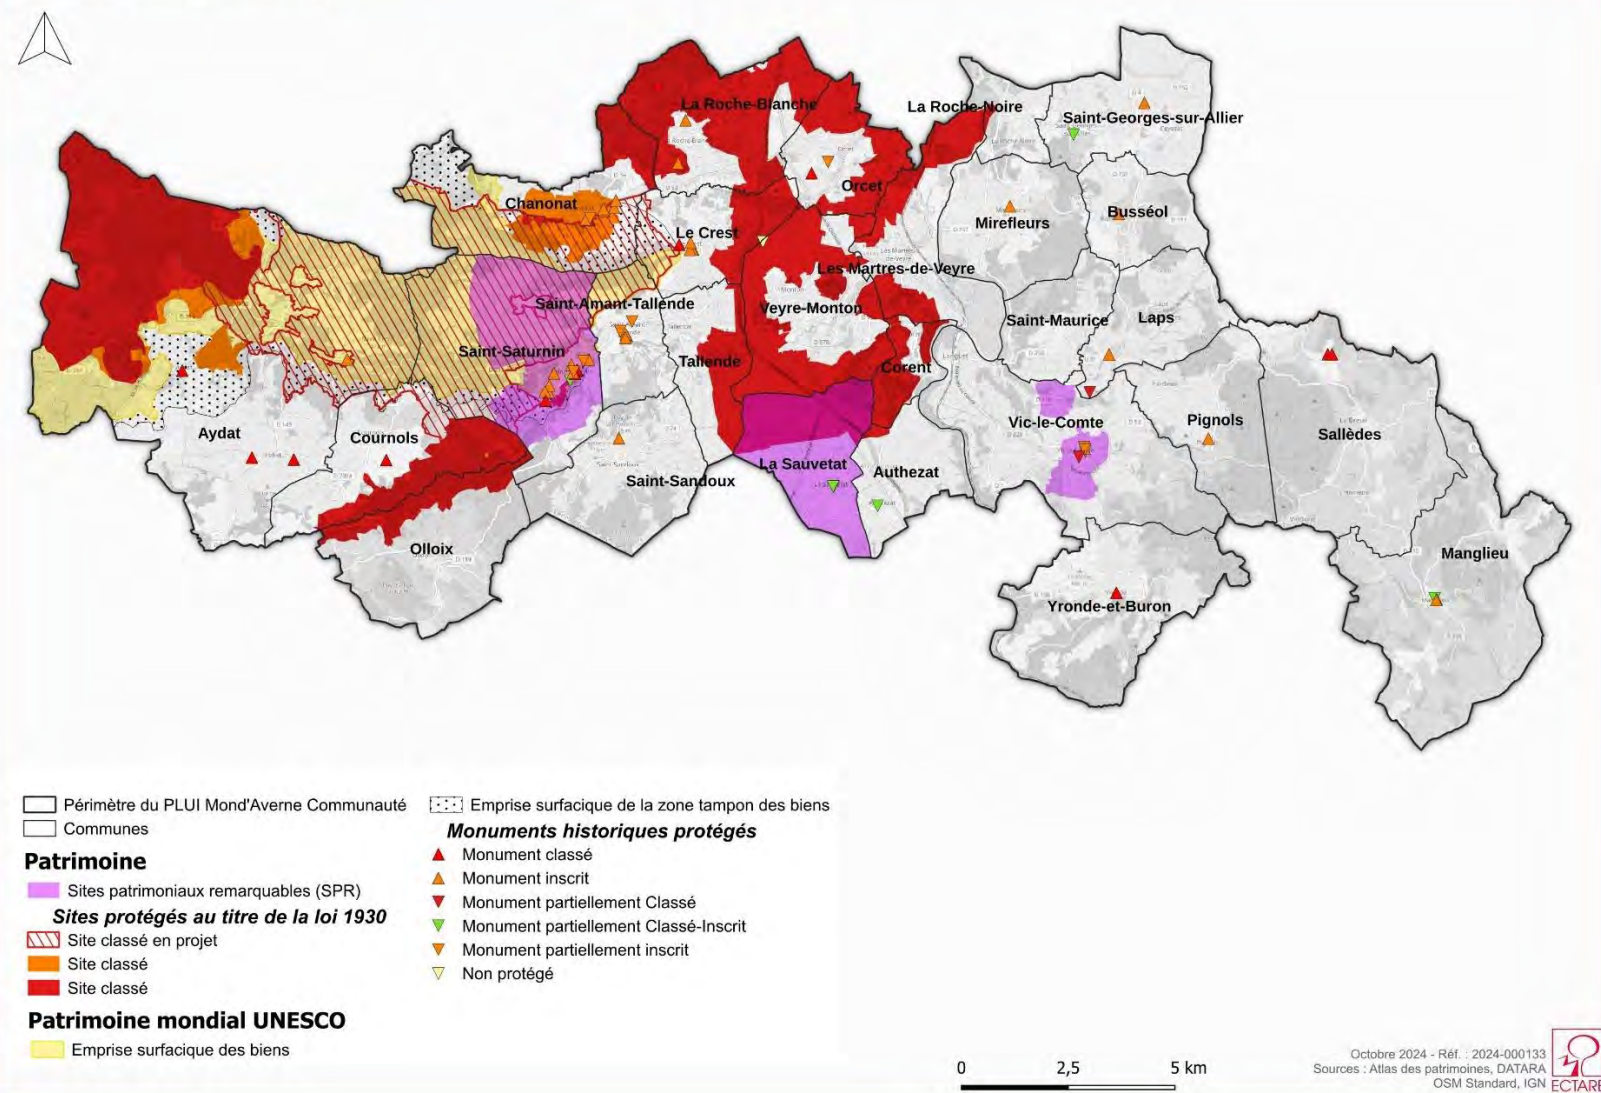 La Roche-Blanche
La Roche-Noire
Saint-Georges-sur-Allier
Chanonat
Orcet
Busséol
Mirefleurs
Le Crest
Les Martres-de-Veyre
Saint-Amant-Tallende
Veyre-Monton
Saint-Maurice
Laps
Saint-Saturnin
Tallende
Corent
Aydat
Cournols
Vic-le-Comte
Pignols
Sallèdes
La Sauvetat
Authezat
Saint-Sandoux
Olloix
Manglieu
Yronde-et-Buron
Périmètre du PLUI Mond'Averne Communauté
Communes
Patrimoine
Sites patrimoniaux remarquables (SPR)
Sites protégés au titre de la loi 1930
Site classé en projet
Site classé
Site classé
Patrimoine mondial UNESCO
Emprise surfacique des biens
Emprise surfacique de la zone tampon des biens
Monuments historiques protégés
Monument classé
Monument inscrit
Monument partiellement Classé
Monument partiellement Classé-Inscrit
Monument partiellement inscrit
Non protégé
0 2,5 5 km
Octobre 2024 - Réf. : 2024-000133
Sources : Atlas des patrimoines, DATARA
OSM Standard, IGN
ECTARE